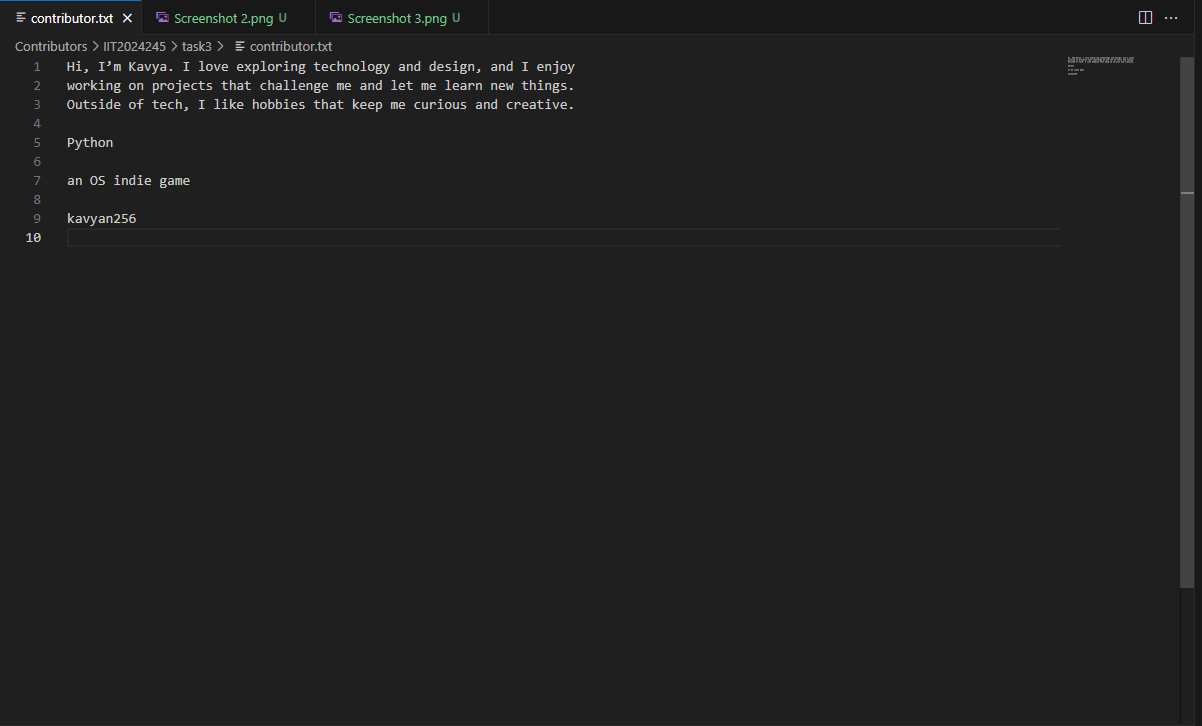 contributor.txt
Screenshot 2.png U
Screenshot 3.png U
Contributors > IIT2024245 > task3 > contributor.txt
1 Hi, I’m Kavya. I love exploring technology and design, and I enjoy
2 working on projects that challenge me and let me learn new things.
3 Outside of tech, I like hobbies that keep me curious and creative.
4
5 Python
6
7 an OS indie game
8
9 kavyan256
10